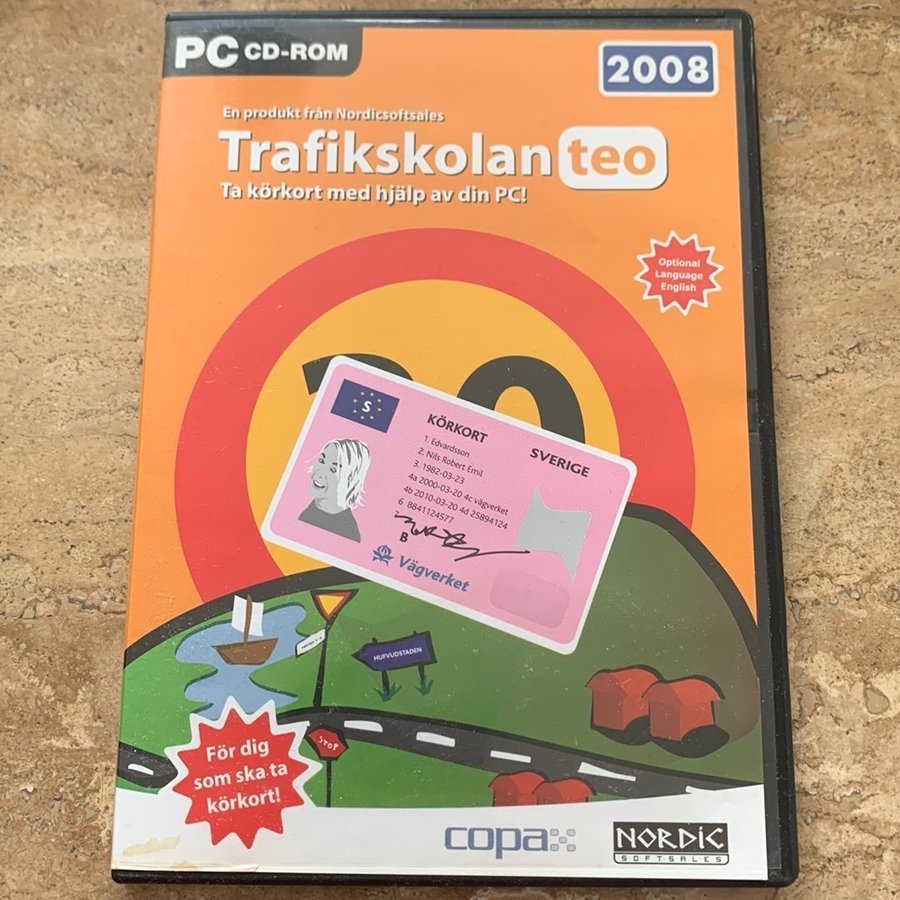 PC CD-ROM
2008
En produkt från Nordicsoftsales
Trafikskolan teo
Ta körkort med hjälp av din PC!
Optional
Language
English
S
KÖRKORT
SVERIGE
1. Edvardsson
2. Nils Robert Emil
3. 1982-03-23
4a 2000-03-20 4c vägverket
4b 2010-03-20 4d 25894124
6 8841124577
B
Vägverket
HUFVUDSTADEN
STOP
För dig
som ska ta
körkort!
copa
NORDIC
SOFTSALES